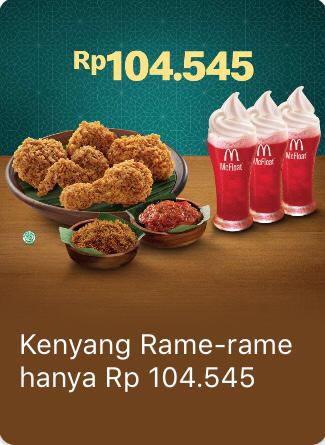 Rp104.545
McFloat
McFloat
McFloat
Kenyang Rame-rame
hanya Rp 104.545